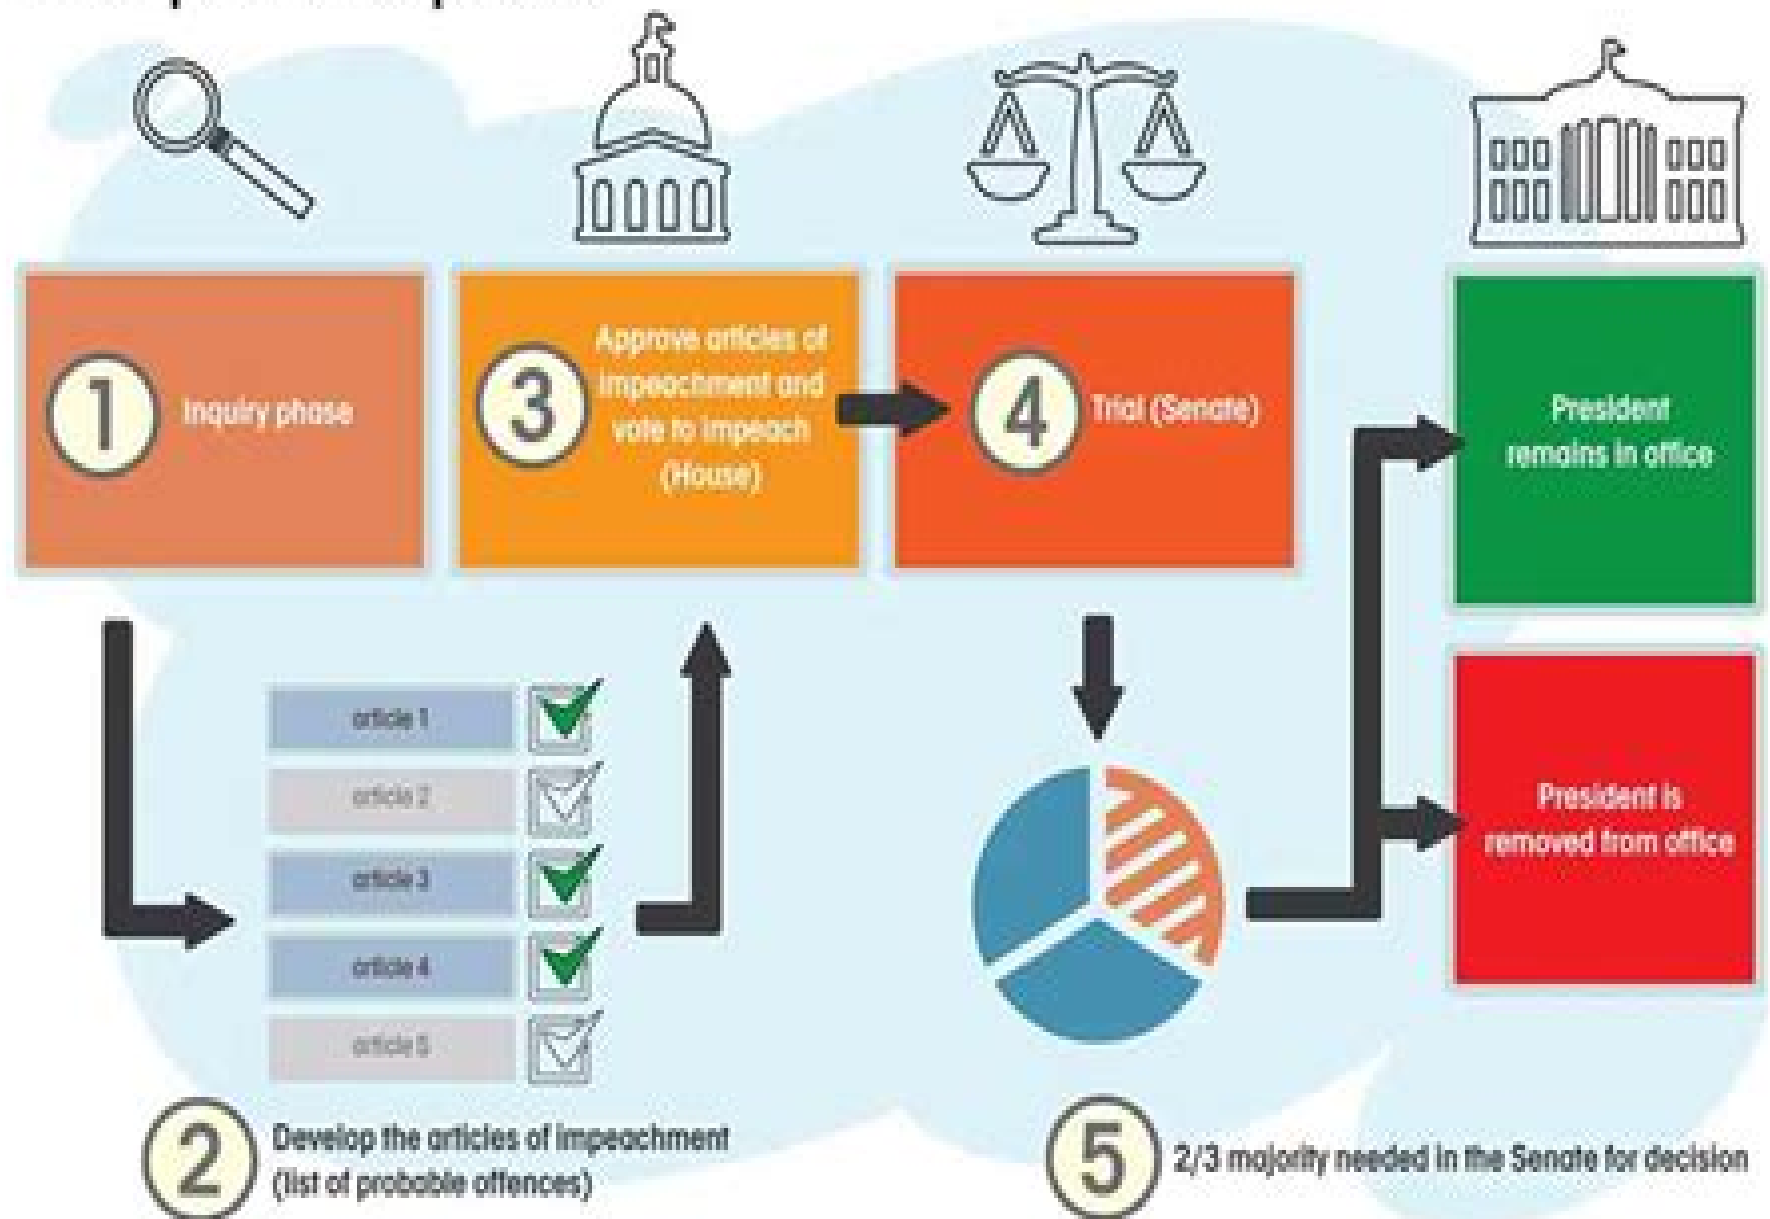 1
Inquiry phase
3
Approve articles of
impeachment and
vote to impeach
(House)
4
Trial (Senate)
President
remains in office
article 1
article 2
article 3
article 4
article 5
President is
removed from office
2
Develop the articles of impeachment
(list of probable offences)
5
2/3 majority needed in the Senate for decision